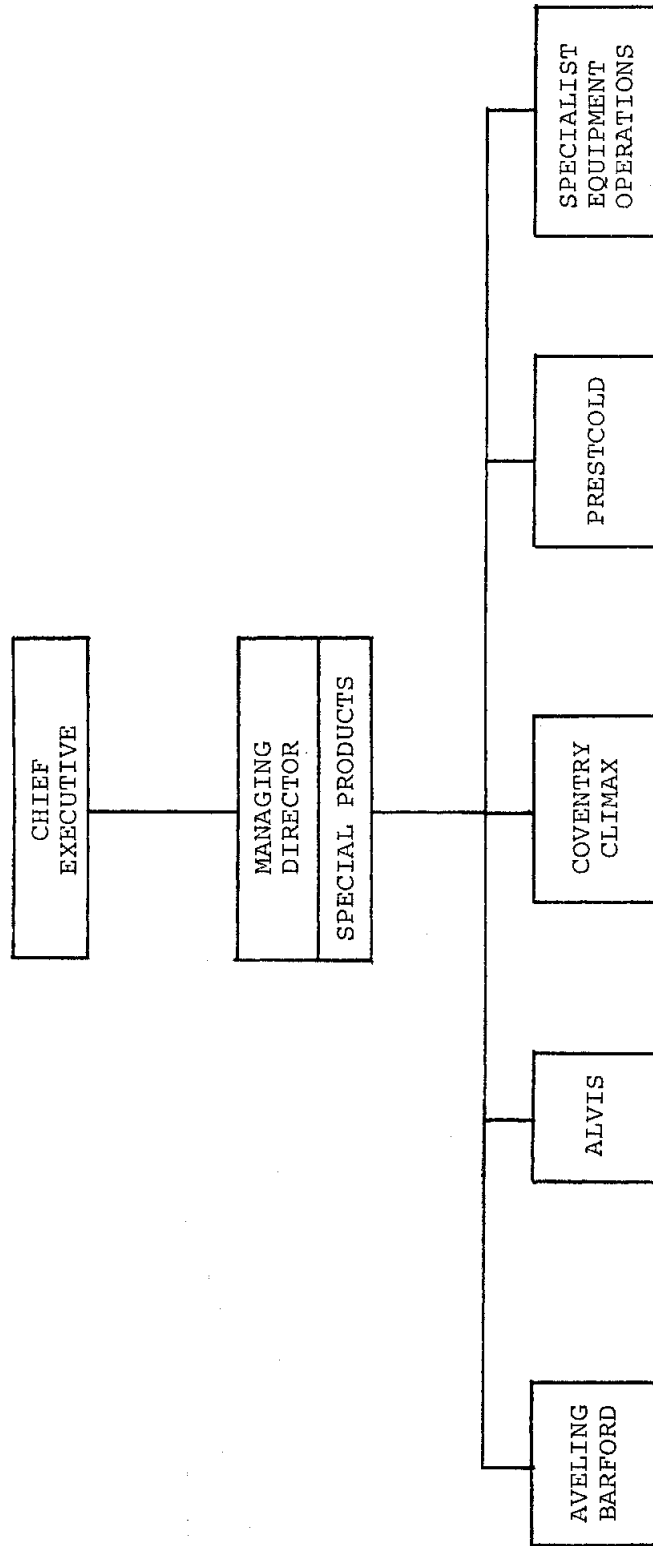 CHIEF
EXECUTIVE
MANAGING
DIRECTOR
SPECIAL PRODUCTS
AVELING
BARFORD
ALVIS
COVENTRY
CLIMAX
PRESTCOLD
SPECIALIST
EQUIPMENT
OPERATIONS